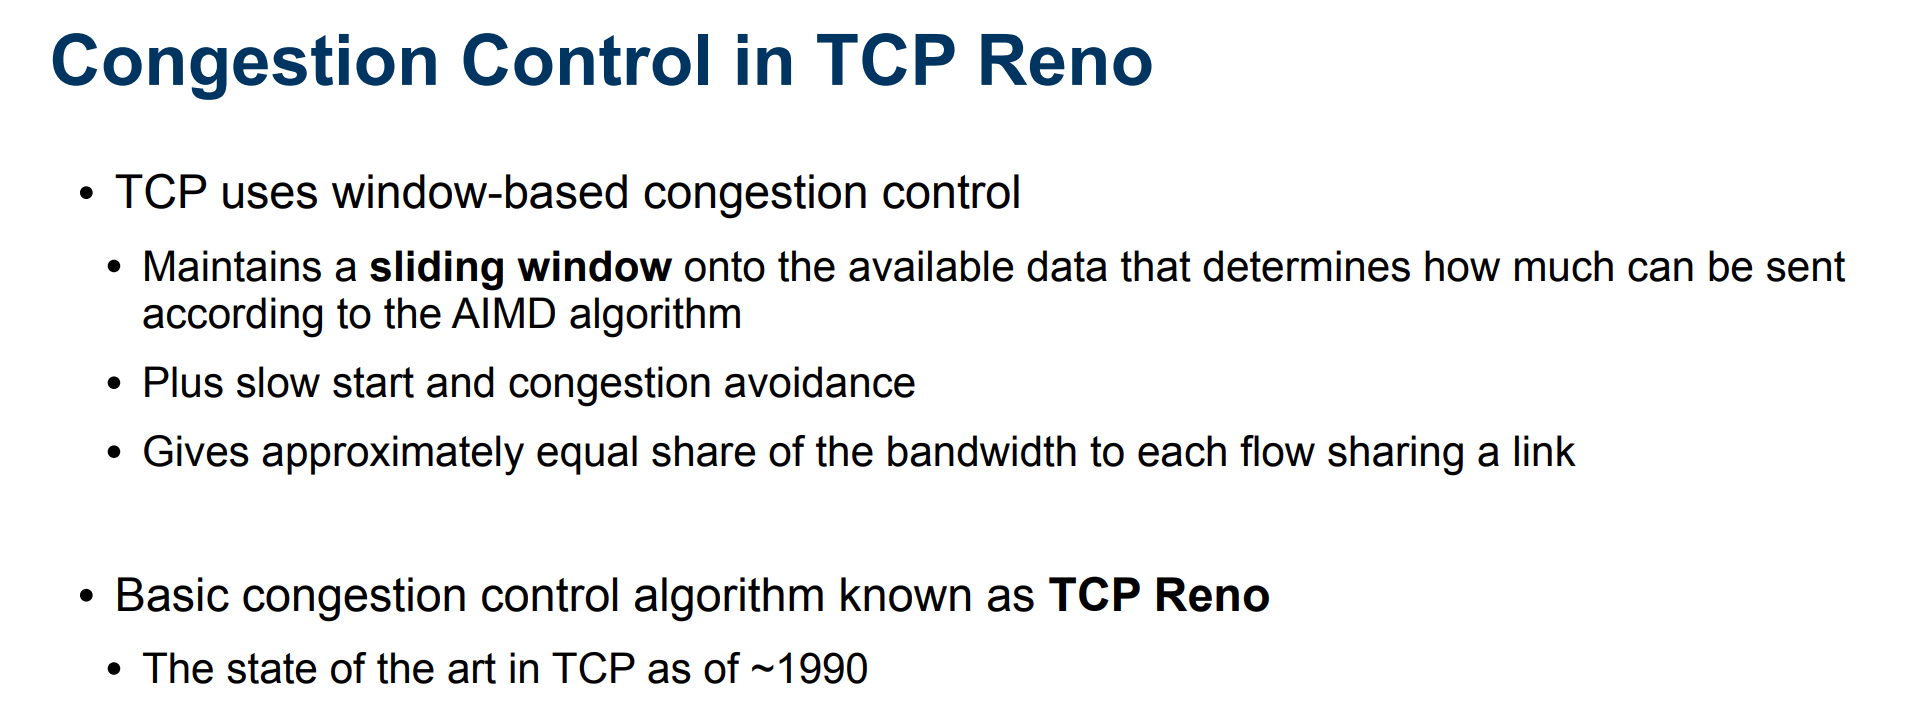 Congestion Control in TCP Reno
• TCP uses window-based congestion control
• Maintains a sliding window onto the available data that determines how much can be sent
according to the AIMD algorithm
• Plus slow start and congestion avoidance
• Gives approximately equal share of the bandwidth to each flow sharing a link
• Basic congestion control algorithm known as TCP Reno
• The state of the art in TCP as of ~1990